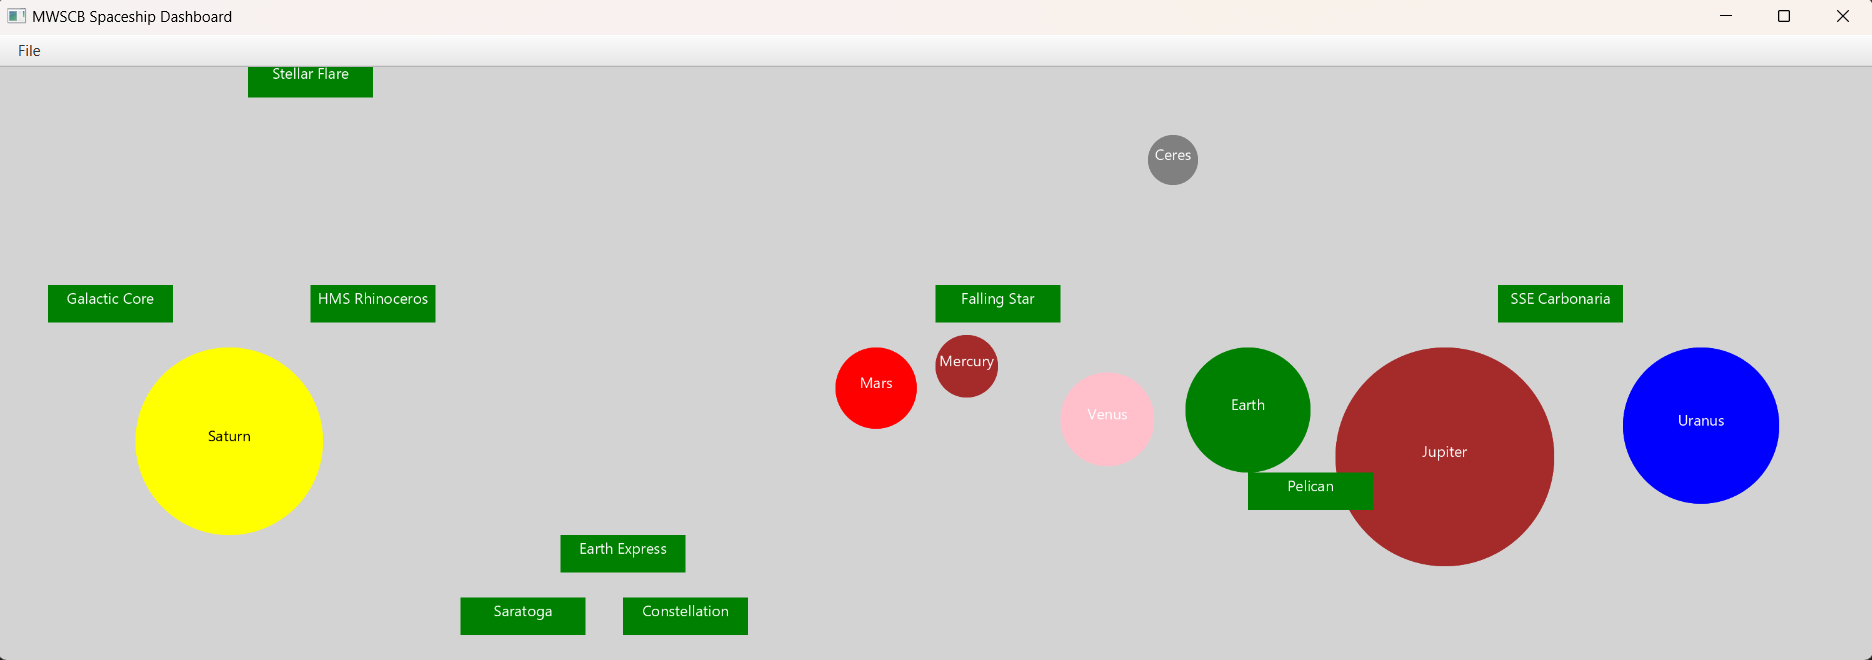 MWSCB Spaceship Dashboard
File
Stellar Flare
Ceres
Galactic Core
HMS Rhinoceros
Falling Star
SSE Carbonaria
Mercury
Mars
Venus
Earth
Uranus
Saturn
Jupiter
Pelican
Earth Express
Saratoga
Constellation